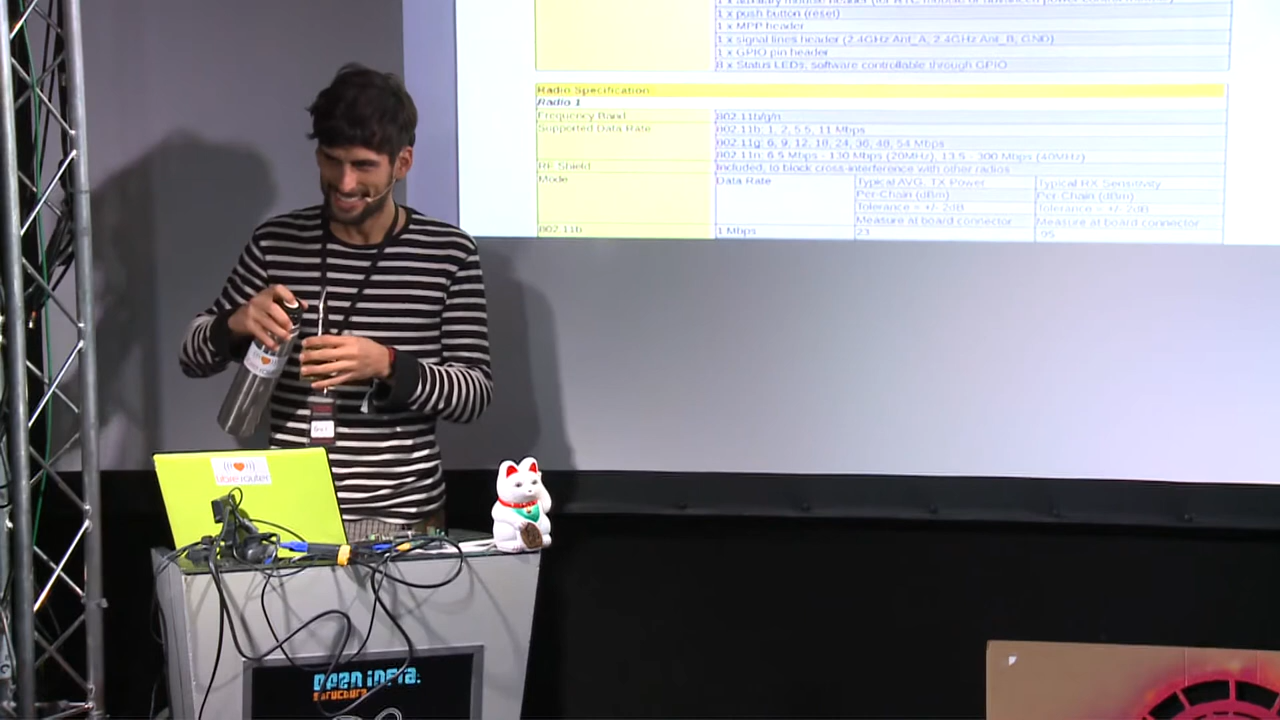 1 x push button (reset)
1 x MPP header
1 x signal lines header (2.4GHz Ant_A, 2.4GHz Ant_B, GND)
1 x GPIO pin header
8 x Status LEDs, software controllable through GPIO
Radio Specification
Radio 1
Frequency Band 802.11b/g/n
Supported Data Rate 802.11b: 1, 2, 5.5, 11 Mbps
802.11g: 6, 9, 12, 18, 24, 36, 48, 54 Mbps
802.11n: 6.5 Mbps - 130 Mbps (20MHz), 13.5 - 300 Mbps (40MHz)
RF Shield Included, to block cross-interference with other radios
Mode Data Rate Typical AVG. TX Power Typical RX Sensitivity
Per-Chain (dBm) Per-Chain (dBm)
Tolerance = +/- 2dB Tolerance = +/- 2dB
Measure at board connector Measure at board connector
802.11b 1 Mbps 23 -95
librerouter
open infra:
structure